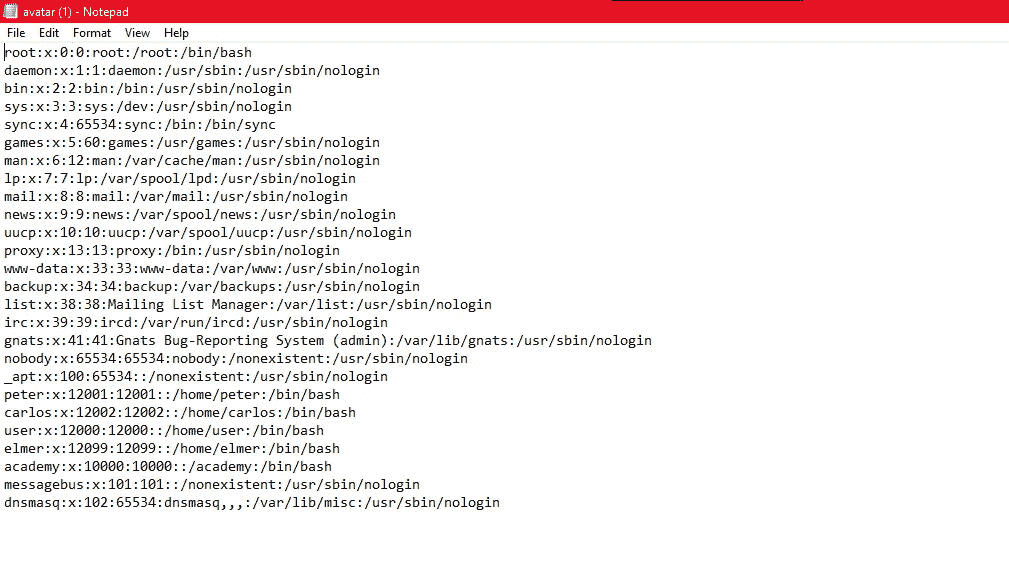 avatar (1) - Notepad
File Edit Format View Help
root:x:0:0:root:/root:/bin/bash
daemon:x:1:1:daemon:/usr/sbin:/usr/sbin/nologin
bin:x:2:2:bin:/bin:/usr/sbin/nologin
sys:x:3:3:sys:/dev:/usr/sbin/nologin
sync:x:4:65534:sync:/bin:/bin/sync
games:x:5:60:games:/usr/games:/usr/sbin/nologin
man:x:6:12:man:/var/cache/man:/usr/sbin/nologin
lp:x:7:7:lp:/var/spool/lpd:/usr/sbin/nologin
mail:x:8:8:mail:/var/mail:/usr/sbin/nologin
news:x:9:9:news:/var/spool/news:/usr/sbin/nologin
uucp:x:10:10:uucp:/var/spool/uucp:/usr/sbin/nologin
proxy:x:13:13:proxy:/bin:/usr/sbin/nologin
www-data:x:33:33:www-data:/var/www:/usr/sbin/nologin
backup:x:34:34:backup:/var/backups:/usr/sbin/nologin
list:x:38:38:Mailing List Manager:/var/list:/usr/sbin/nologin
irc:x:39:39:ircd:/var/run/ircd:/usr/sbin/nologin
gnats:x:41:41:Gnats Bug-Reporting System (admin):/var/lib/gnats:/usr/sbin/nologin
nobody:x:65534:65534:nobody:/nonexistent:/usr/sbin/nologin
_apt:x:100:65534::/nonexistent:/usr/sbin/nologin
peter:x:12001:12001::/home/peter:/bin/bash
carlos:x:12002:12002::/home/carlos:/bin/bash
user:x:12000:12000::/home/user:/bin/bash
elmer:x:12099:12099::/home/elmer:/bin/bash
academy:x:10000:10000::/academy:/bin/bash
messagebus:x:101:101::/nonexistent:/usr/sbin/nologin
dnsmasq:x:102:65534:dnsmasq,,,:/var/lib/misc:/usr/sbin/nologin